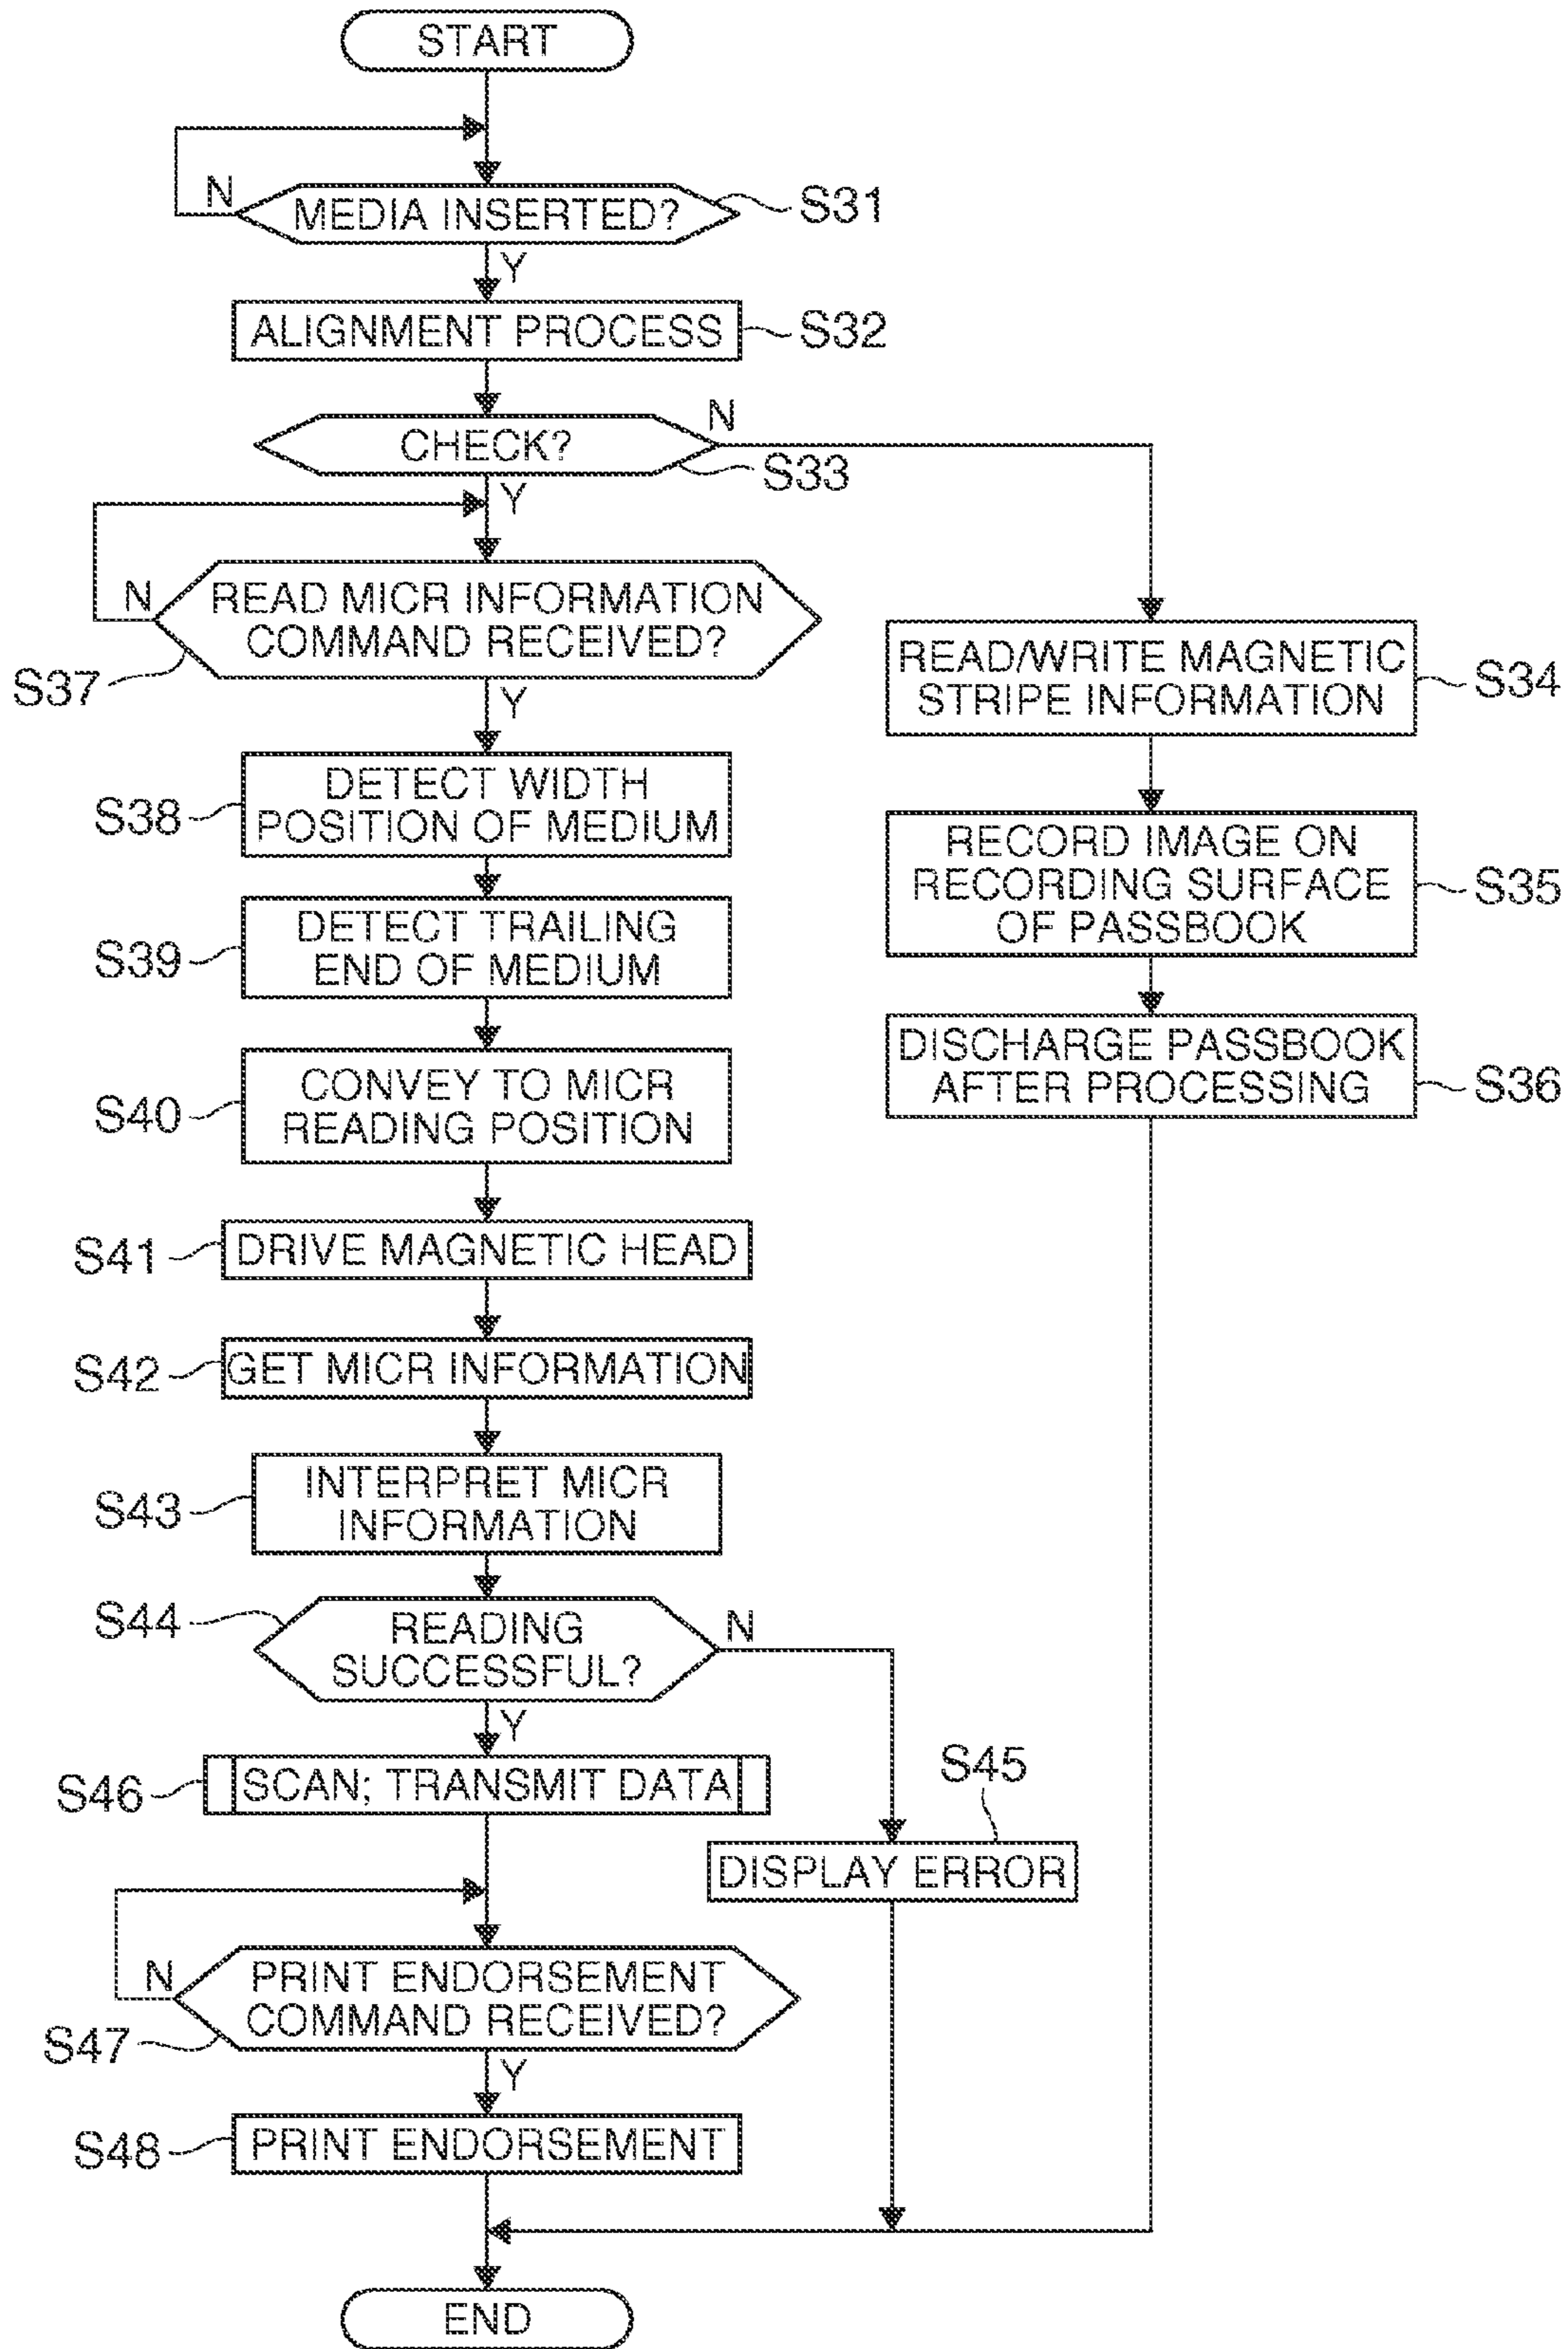 START
N
MEDIA INSERTED?
S31
Y
ALIGNMENT PROCESS
S32
N
CHECK?
S33
Y
N
READ MICR INFORMATION
COMMAND RECEIVED?
S37
Y
READ/WRITE MAGNETIC
STRIPE INFORMATION
S34
DETECT WIDTH
POSITION OF MEDIUM
S38
RECORD IMAGE ON
RECORDING SURFACE
OF PASSBOOK
S35
DETECT TRAILING
END OF MEDIUM
S39
DISCHARGE PASSBOOK
AFTER PROCESSING
S36
CONVEY TO MICR
READING POSITION
S40
S41
DRIVE MAGNETIC HEAD
S42
GET MICR INFORMATION
S43
INTERPRET MICR
INFORMATION
S44
READING
SUCCESSFUL?
N
Y
S46
SCAN; TRANSMIT DATA
S45
DISPLAY ERROR
N
PRINT ENDORSEMENT
COMMAND RECEIVED?
S47
Y
S48
PRINT ENDORSEMENT
END